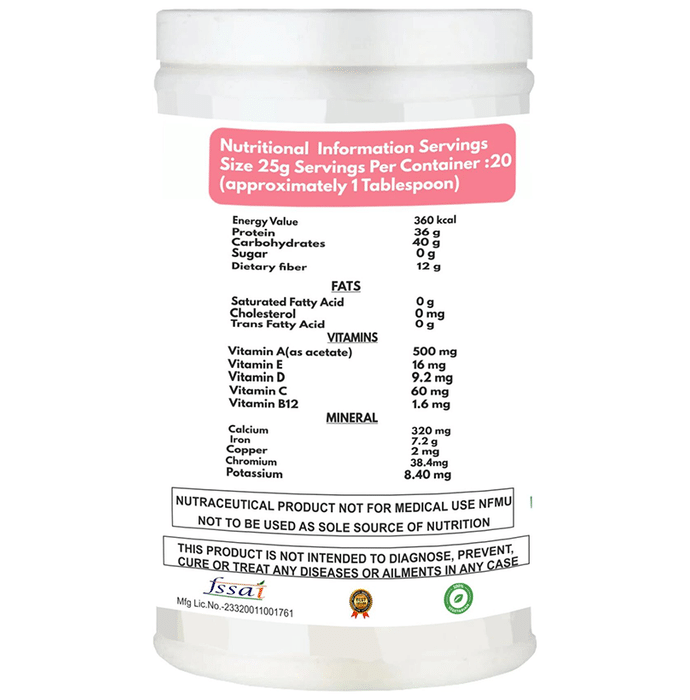 Nutritional Information Servings
Size 25g Servings Per Container :20
(approximately 1 Tablespoon)
Energy Value 360 kcal
Protein 36 g
Carbohydrates 40 g
Sugar 0 g
Dietary fiber 12 g
FATS
Saturated Fatty Acid 0 g
Cholesterol 0 mg
Trans Fatty Acid 0 g
VITAMINS
Vitamin A(as acetate) 500 mg
Vitamin E 16 mg
Vitamin D 9.2 mg
Vitamin C 60 mg
Vitamin B12 1.6 mg
MINERAL
Calcium 320 mg
Iron 7.2 g
Copper 2 mg
Chromium 38.4mg
Potassium 8.40 mg
NUTRACEUTICAL PRODUCT NOT FOR MEDICAL USE NFMU
NOT TO BE USED AS SOLE SOURCE OF NUTRITION
THIS PRODUCT IS NOT INTENDED TO DIAGNOSE, PREVENT,
CURE OR TREAT ANY DISEASES OR AILMENTS IN ANY CASE
fssai
Mfg Lic.No.-23320011001761
100%